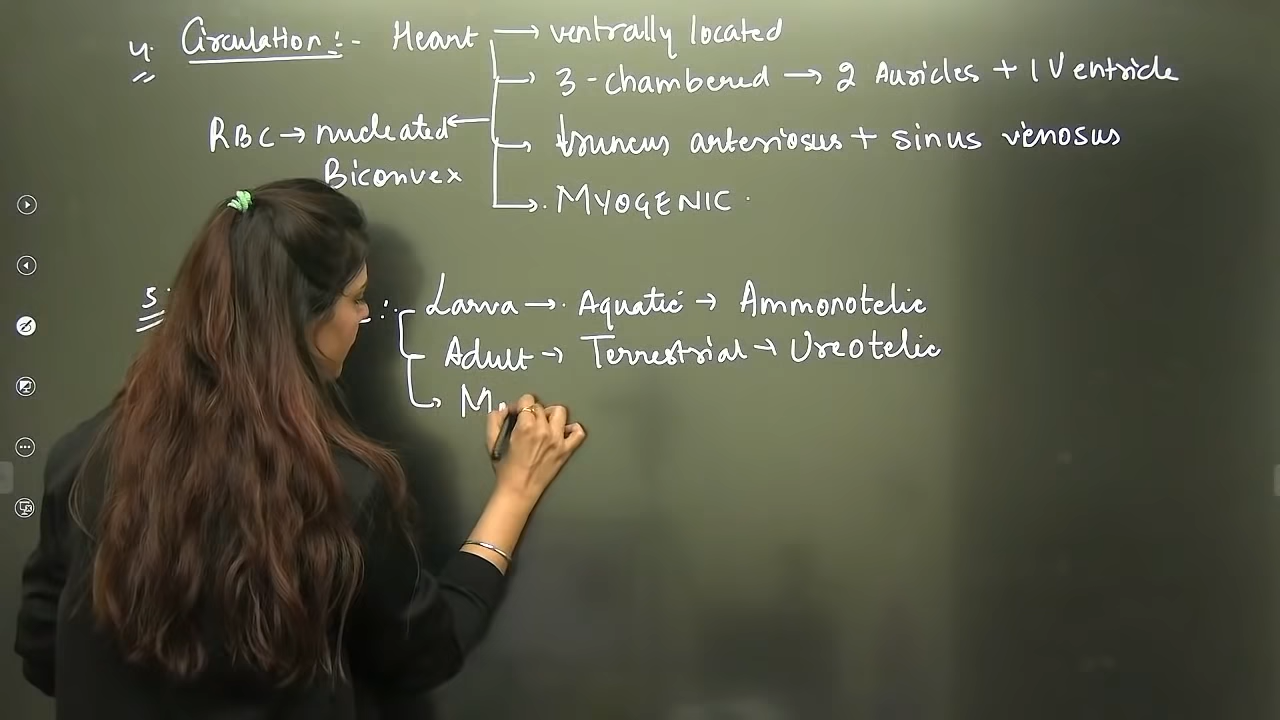 4. Circulation :- Heart → ventrally located
→ 3-chambered → 2 Auricles + 1 Ventricle
RBC → nucleated ←
Biconvex
→ truncus arteriosus + sinus venosus
→ MYOGENIC
5. :- Larva → Aquatic → Ammonotelic
Adult → Terrestrial → Ureotelic
→